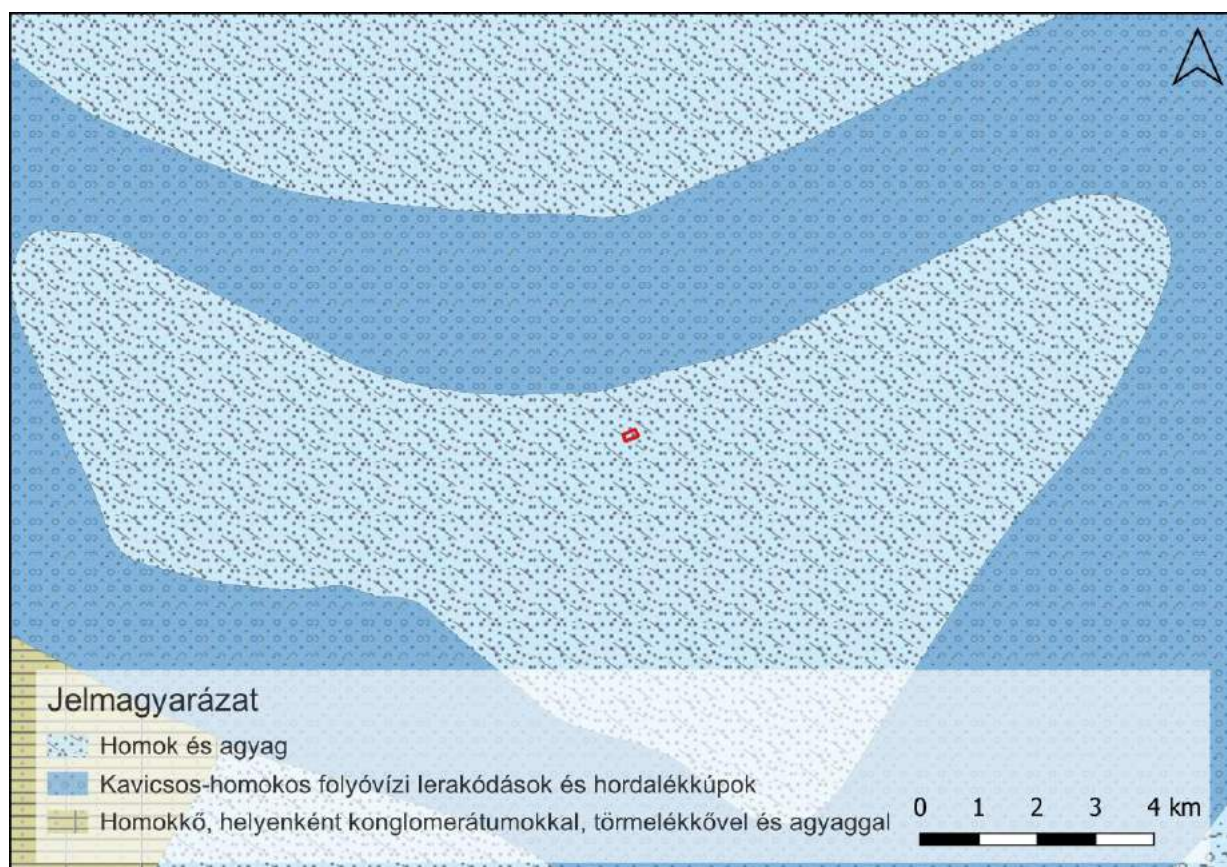 Jelmagyarázat
Homok és agyag
Kavicsos-homokos folyóvízi lerakódások és hordalékkúpok
Homokkő, helyenként konglomerátumokkal, törmelékkővel és agyaggal
0 1 2 3 4 km